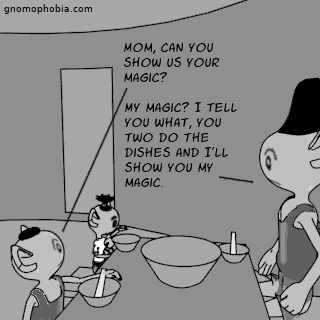 gnomophobia.com
MOM, CAN YOU
SHOW US YOUR
MAGIC?
MY MAGIC? I TELL
YOU WHAT, YOU
TWO DO THE
DISHES AND I'LL
SHOW YOU MY
MAGIC.